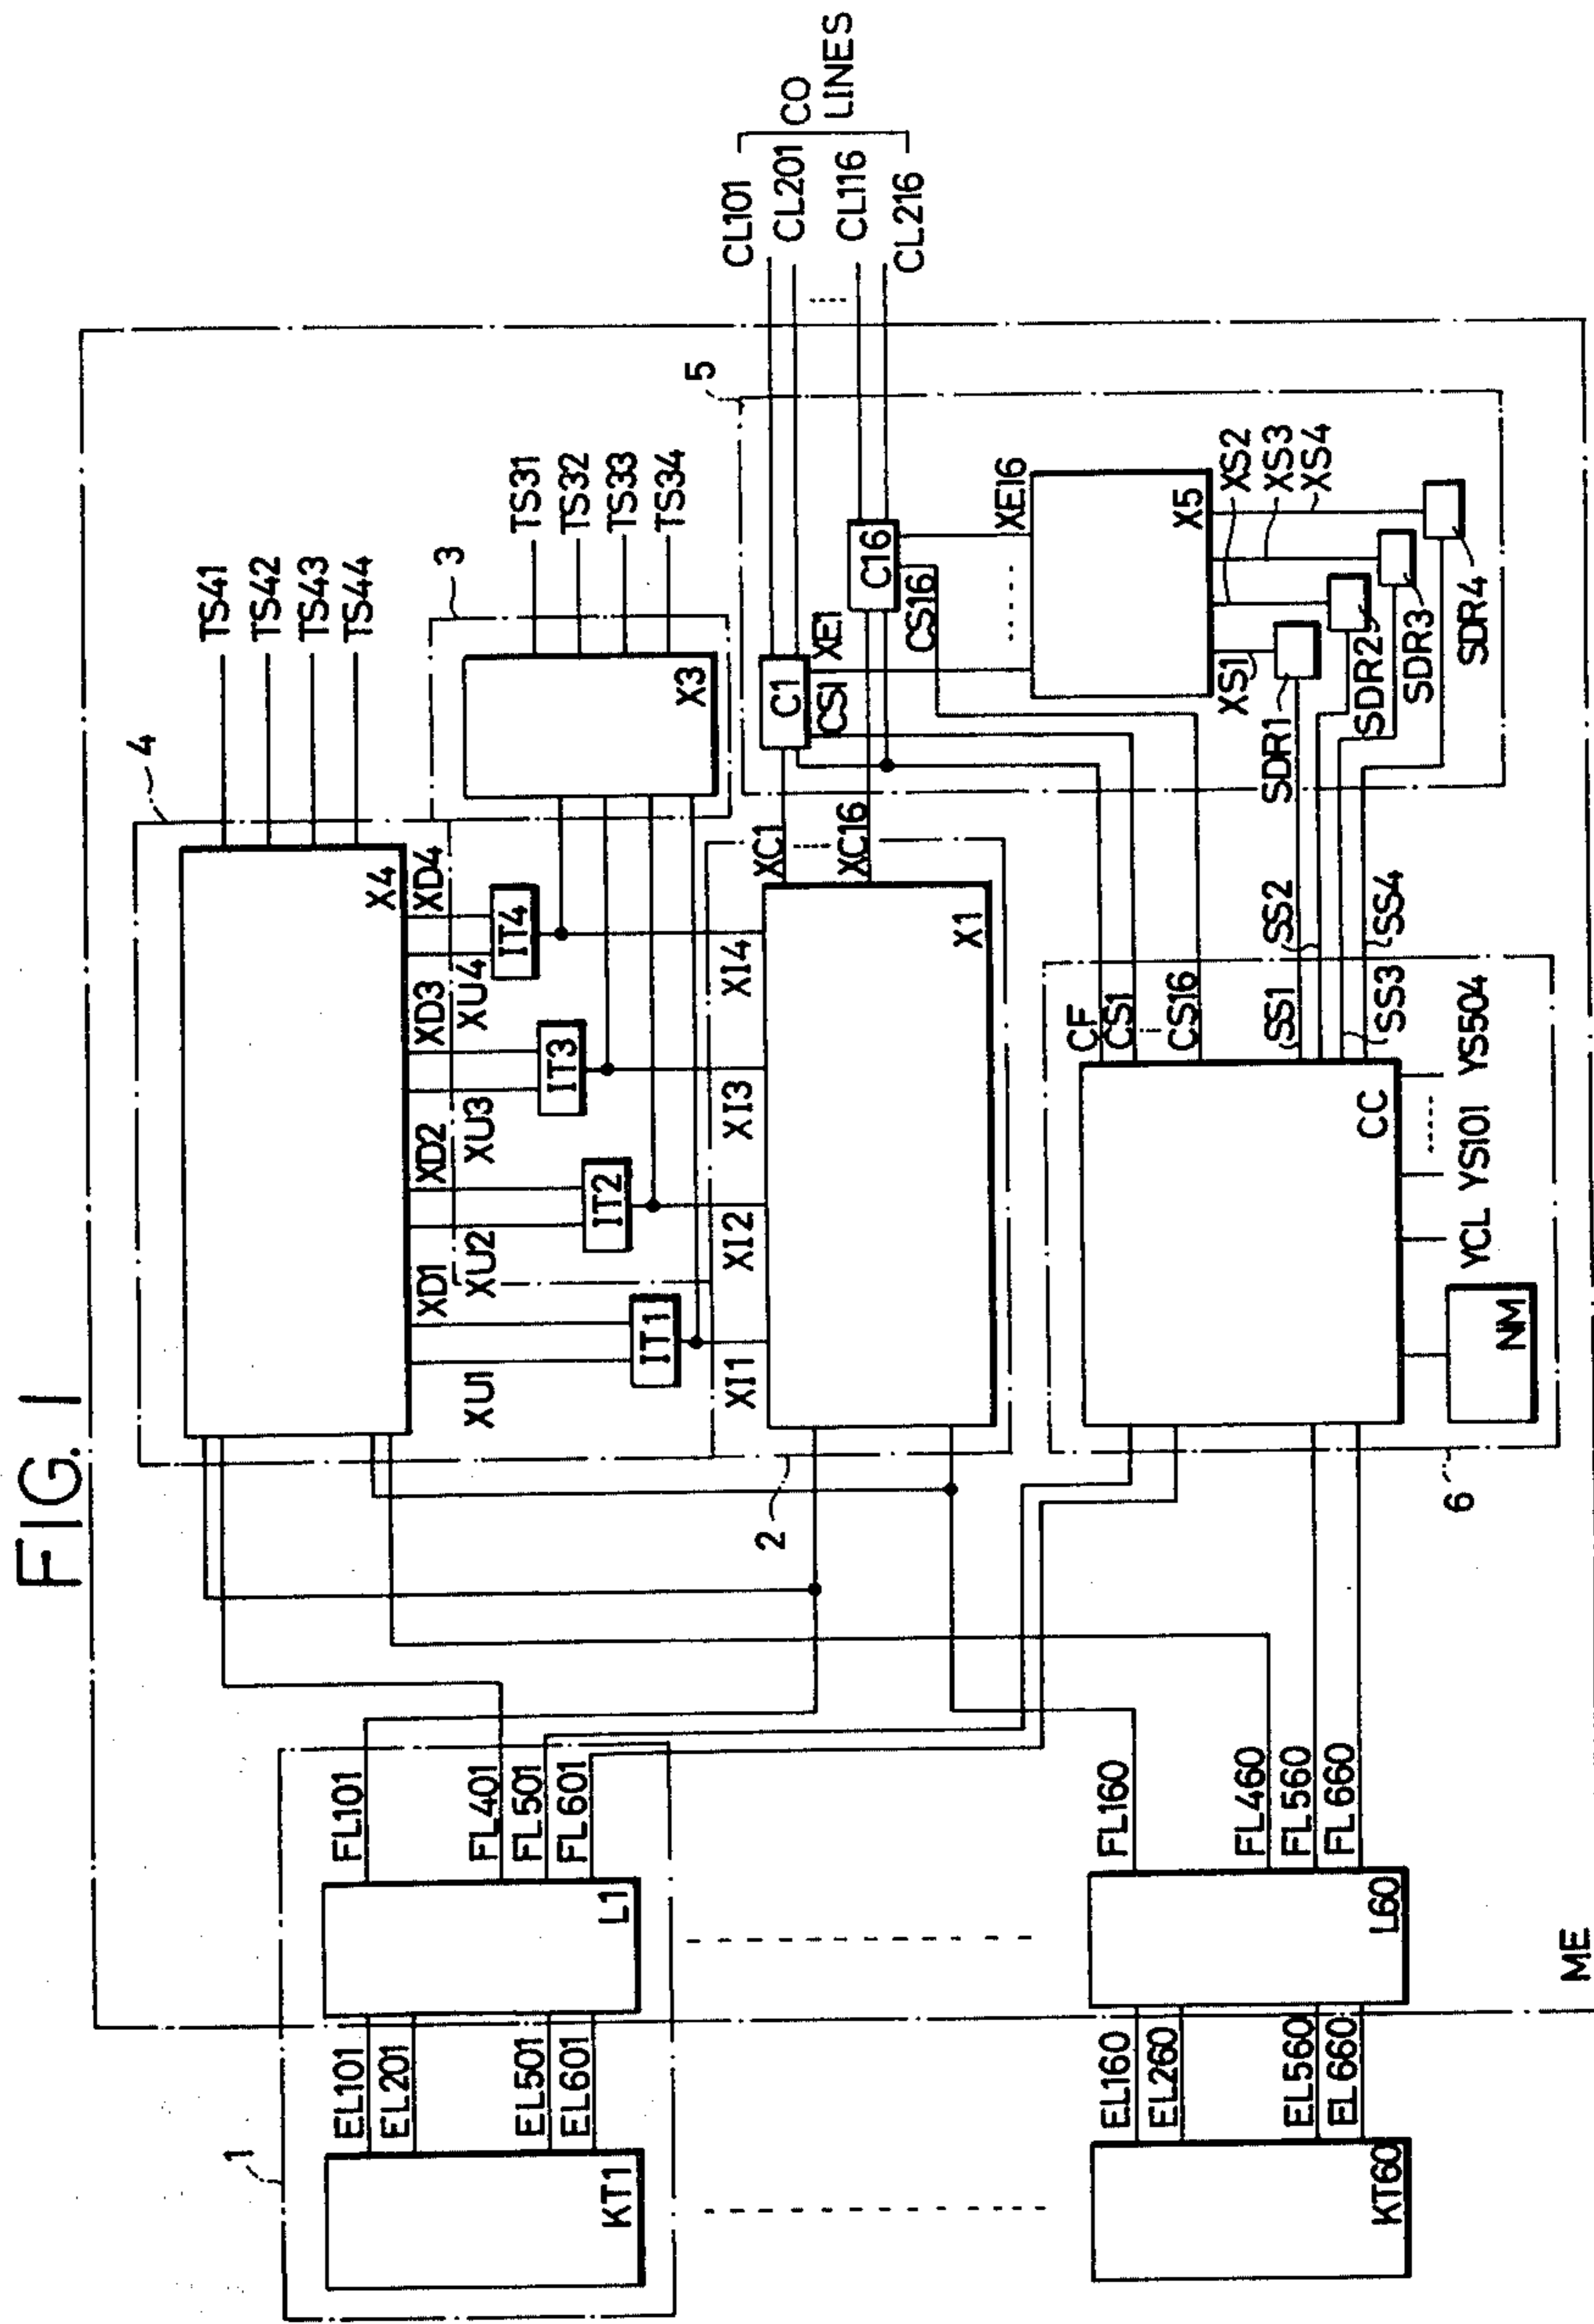 FIG. 1
TS41
TS42
TS43
TS44
4
X4
XU1
XD1
XU2
XD2
XU3
XD3
XU4
XD4
IT1
IT2
IT3
IT4
3
X3
TS31
TS32
TS33
TS34
XI1
XI2
XI3
XI4
X1
XC1
XC16
2
CL101
CL201
CL116
CL216
CO
LINES
5
C1
C16
XE1
CS1
CS16
XE16
X5
XS1
XS2
XS3
XS4
SDR1
SDR2
SDR3
SDR4
CF
CS1
CS16
SS1
SS2
SS3
SS4
CC
NM
YCL
YS101
YS504
6
1
KT1
EL101
EL201
EL501
EL601
L1
FL101
FL401
FL501
FL601
KT60
EL160
EL260
EL560
EL660
L60
FL160
FL460
FL560
FL660
ME